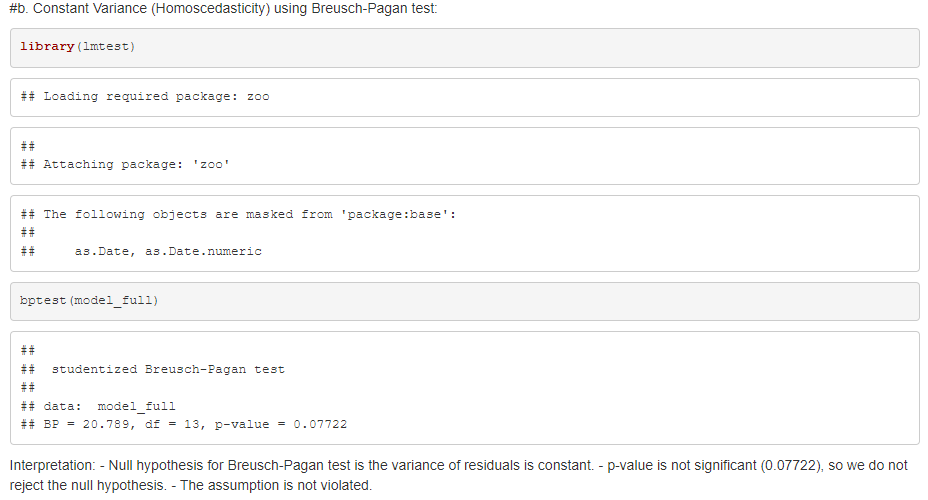 #b. Constant Variance (Homoscedasticity) using Breusch-Pagan test:
library(lmtest)
## Loading required package: zoo
##
## Attaching package: 'zoo'
## The following objects are masked from 'package:base':
##
##     as.Date, as.Date.numeric
bptest(model_full)
##
##  studentized Breusch-Pagan test
##
## data:  model_full
## BP = 20.789, df = 13, p-value = 0.07722
Interpretation: - Null hypothesis for Breusch-Pagan test is the variance of residuals is constant. - p-value is not significant (0.07722), so we do not
reject the null hypothesis. - The assumption is not violated.